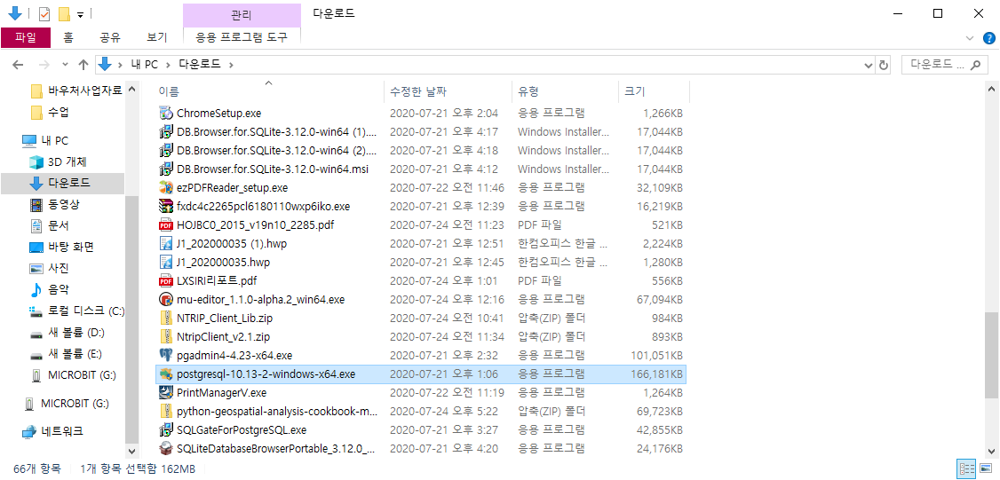 관리
다운로드
파일
홈
공유
보기
응용 프로그램 도구
내 PC
다운로드
다운로드 ...
바우처사업자료
수업
내 PC
3D 개체
다운로드
동영상
문서
바탕 화면
사진
음악
로컬 디스크 (C:)
새 볼륨 (D:)
새 볼륨 (E:)
MICROBIT (G:)
MICROBIT (G:)
네트워크
이름 수정한 날짜 유형 크기
ChromeSetup.exe 2020-07-21 오후 2:04 응용 프로그램 1,266KB
DB.Browser.for.SQLite-3.12.0-win64 (1).... 2020-07-21 오후 4:17 Windows Installer... 17,044KB
DB.Browser.for.SQLite-3.12.0-win64 (2).... 2020-07-21 오후 4:18 Windows Installer... 17,044KB
DB.Browser.for.SQLite-3.12.0-win64.msi 2020-07-21 오후 4:12 Windows Installer... 17,044KB
ezPDFReader_setup.exe 2020-07-22 오전 11:46 응용 프로그램 32,109KB
fxdc4c2265pcl6180110wxp6iko.exe 2020-07-21 오후 12:39 응용 프로그램 16,219KB
HOJBC0_2015_v19n10_2285.pdf 2020-07-24 오전 11:23 PDF 파일 521KB
J1_202000035 (1).hwp 2020-07-21 오후 12:51 한컴오피스 한글 ... 2,224KB
J1_202000035.hwp 2020-07-21 오후 12:45 한컴오피스 한글 ... 1,280KB
LXSIRI리포트.pdf 2020-07-24 오후 1:01 PDF 파일 556KB
mu-editor_1.1.0-alpha.2_win64.exe 2020-07-24 오후 12:16 응용 프로그램 67,094KB
NTRIP_Client_Lib.zip 2020-07-24 오전 10:41 압축(ZIP) 폴더 984KB
NtripClient_v2.1.zip 2020-07-24 오전 11:34 압축(ZIP) 폴더 893KB
pgadmin4-4.23-x64.exe 2020-07-21 오후 2:32 응용 프로그램 101,051KB
postgresql-10.13-2-windows-x64.exe 2020-07-21 오후 1:06 응용 프로그램 166,181KB
PrintManagerV.exe 2020-07-22 오전 11:19 응용 프로그램 1,264KB
python-geospatial-analysis-cookbook-m... 2020-07-24 오후 5:22 압축(ZIP) 폴더 69,723KB
SQLGateForPostgreSQL.exe 2020-07-21 오후 3:27 응용 프로그램 42,855KB
SQLiteDatabaseBrowserPortable_3.12.0_... 2020-07-21 오후 4:20 응용 프로그램 24,176KB
66개 항목 1개 항목 선택함 162MB